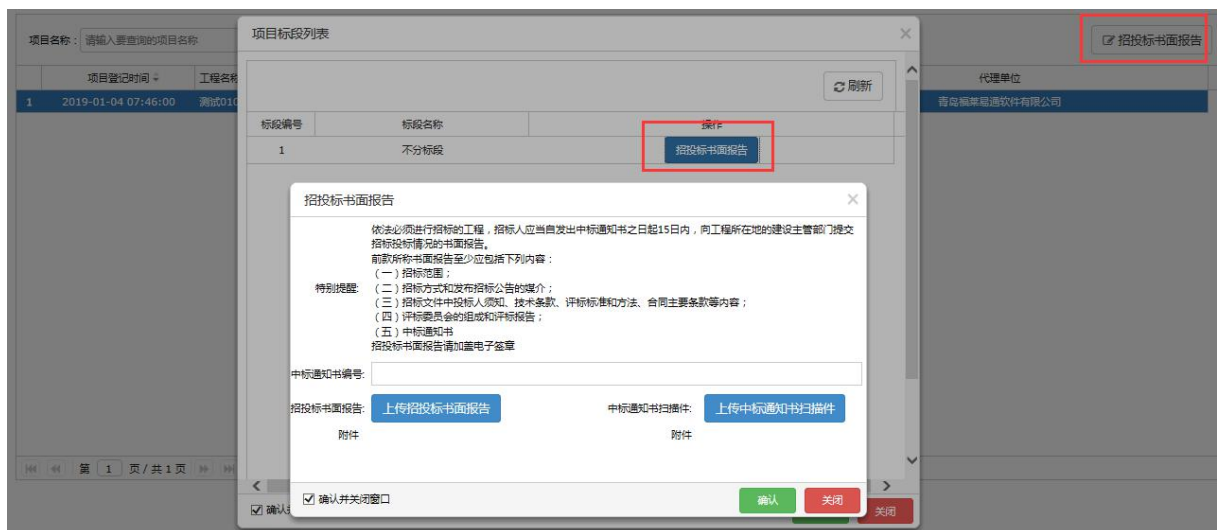 项目名称： 请输入要查询的项目名称
项目标段列表
招投标书面报告
项目登记时间 工程名称 代理单位
1 2019-01-04 07:46:00 测试010 青岛福莱易通软件有限公司
刷新
标段编号 标段名称 操作
1 不分标段 招投标书面报告
招投标书面报告
特别提醒:
依法必须进行招标的工程，招标人应当自发出中标通知书之日起15日内，向工程所在地的建设主管部门提交
招标投标情况的书面报告。
前款所称书面报告至少应包括下列内容：
（一）招标范围；
（二）招标方式和发布招标公告的媒介；
（三）招标文件中投标人须知、技术条款、评标标准和方法、合同主要条款等内容；
（四）评标委员会的组成和评标报告；
（五）中标通知书
招投标书面报告请加盖电子签章
中标通知书编号:
招投标书面报告: 上传招投标书面报告 中标通知书扫描件: 上传中标通知书扫描件
附件 附件
第 1 页/共1页
确认并关闭窗口 确认 关闭
确认 关闭